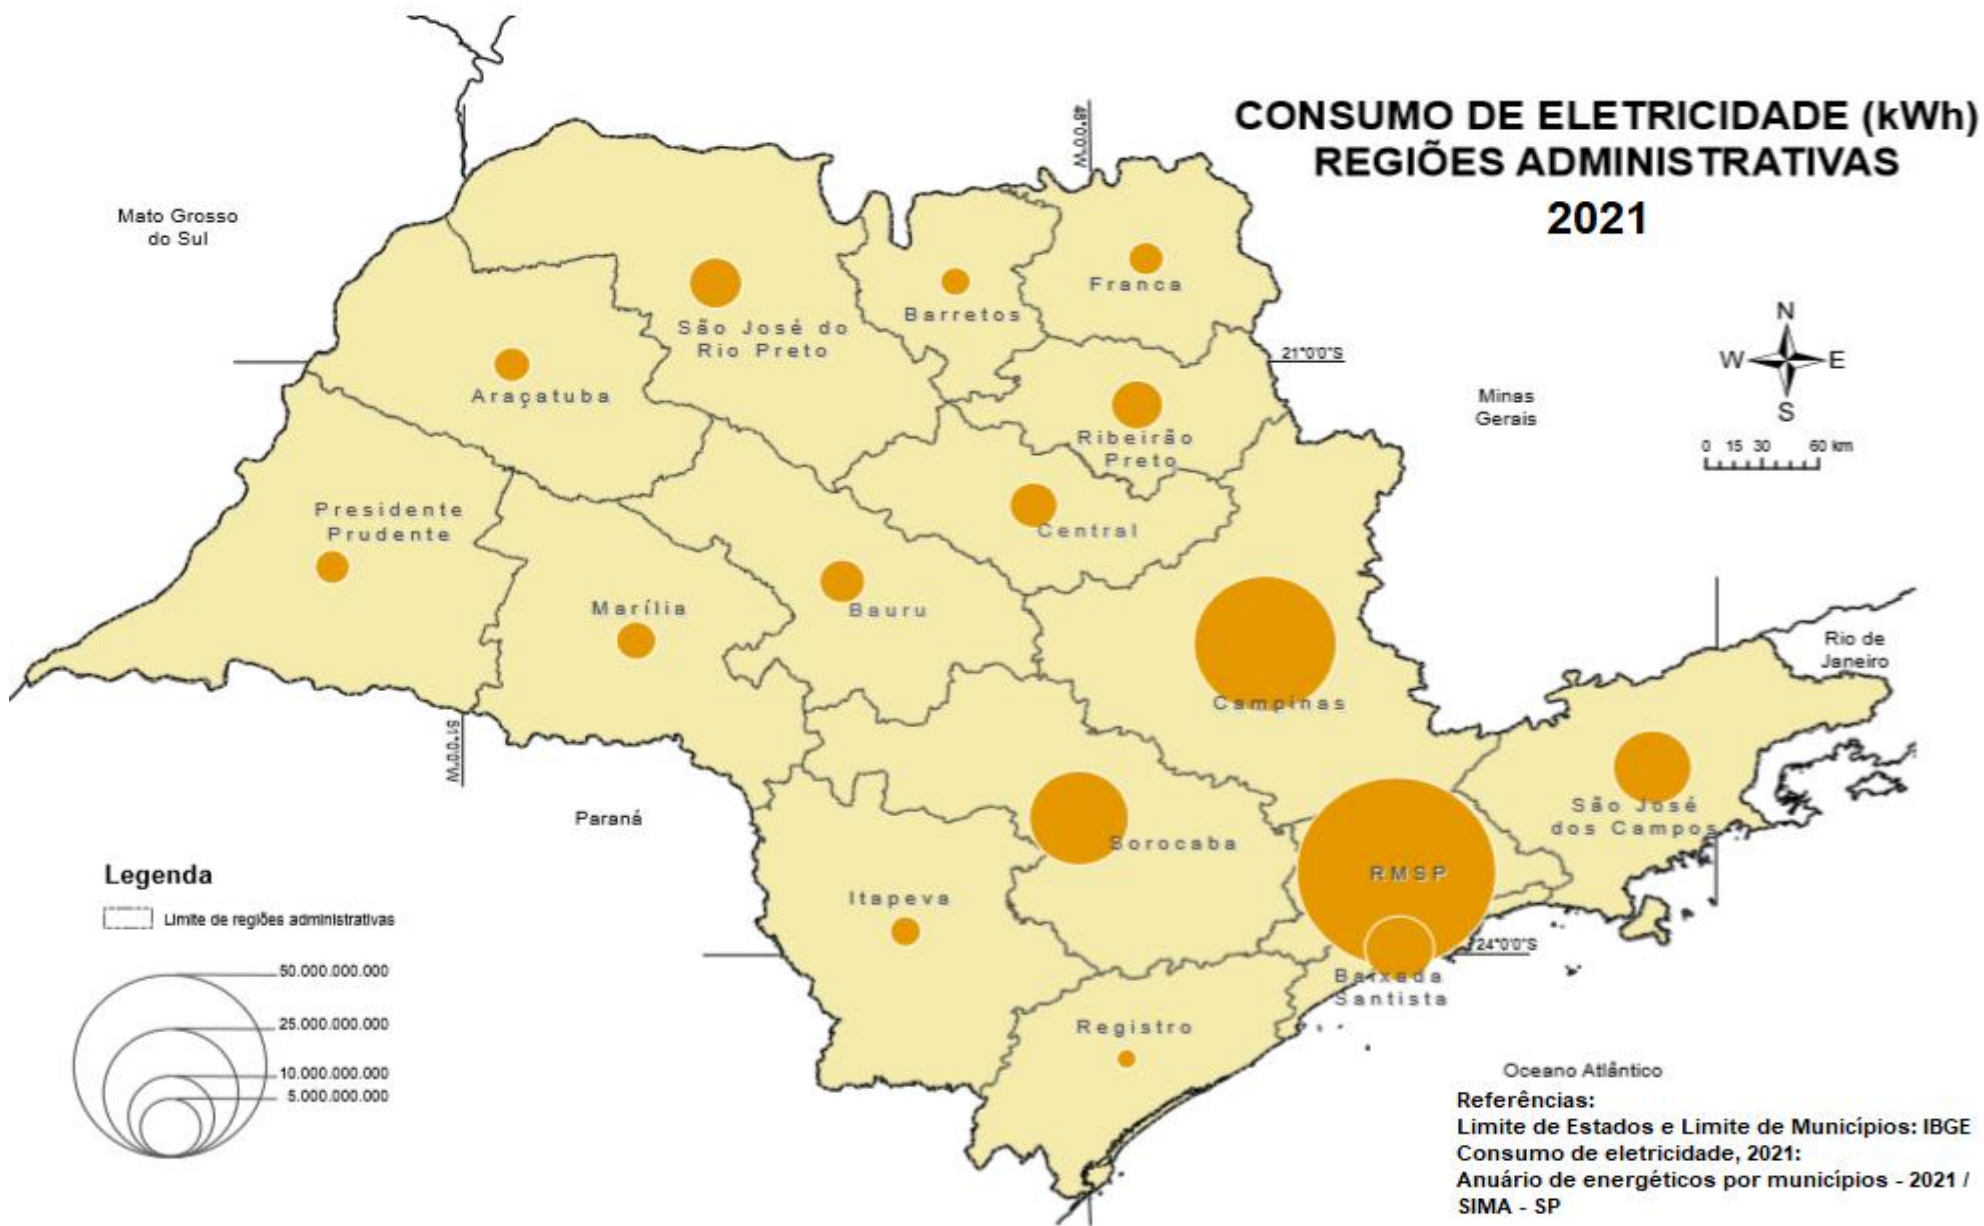 CONSUMO DE ELETRICIDADE (kWh)
REGIÕES ADMINISTRATIVAS
2021
48°0'0"W
Mato Grosso
do Sul
Franca
Barretos
São José do
Rio Preto
N
W E
S
21°0'0"S
Araçatuba
Minas
Gerais
Ribeirão
Preto
0 15 30 60 km
Presidente
Prudente
Central
Marília
Bauru
Rio de
Janeiro
Campinas
51°0'0"W
São José
dos Campos
Paraná
Sorocaba
RMSP
Itapeva
24°0'0"S
Baixada
Santista
Registro
Legenda
Limite de regiões administrativas
50.000.000.000
25.000.000.000
10.000.000.000
5.000.000.000
Oceano Atlântico
Referências:
Limite de Estados e Limite de Municípios: IBGE
Consumo de eletricidade, 2021:
Anuário de energéticos por municípios - 2021 /
SIMA - SP